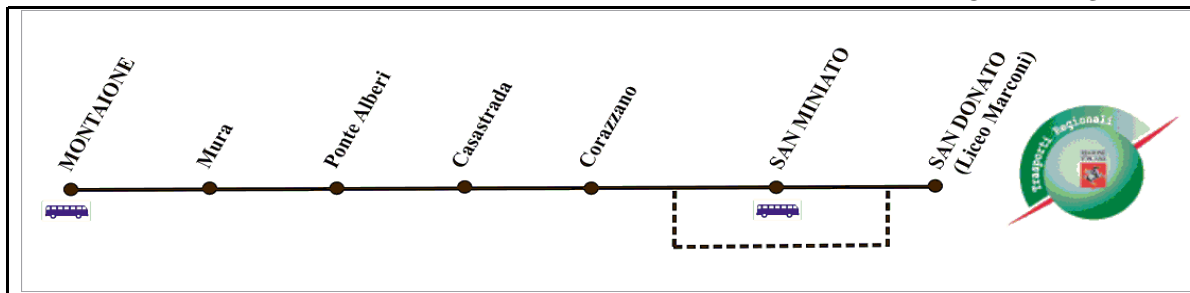 MONTAIONE
Mura
Ponte Alberi
Casastrada
Corazzano
SAN MINIATO
SAN DONATO
(Liceo Marconi)
Trasporti Regionali